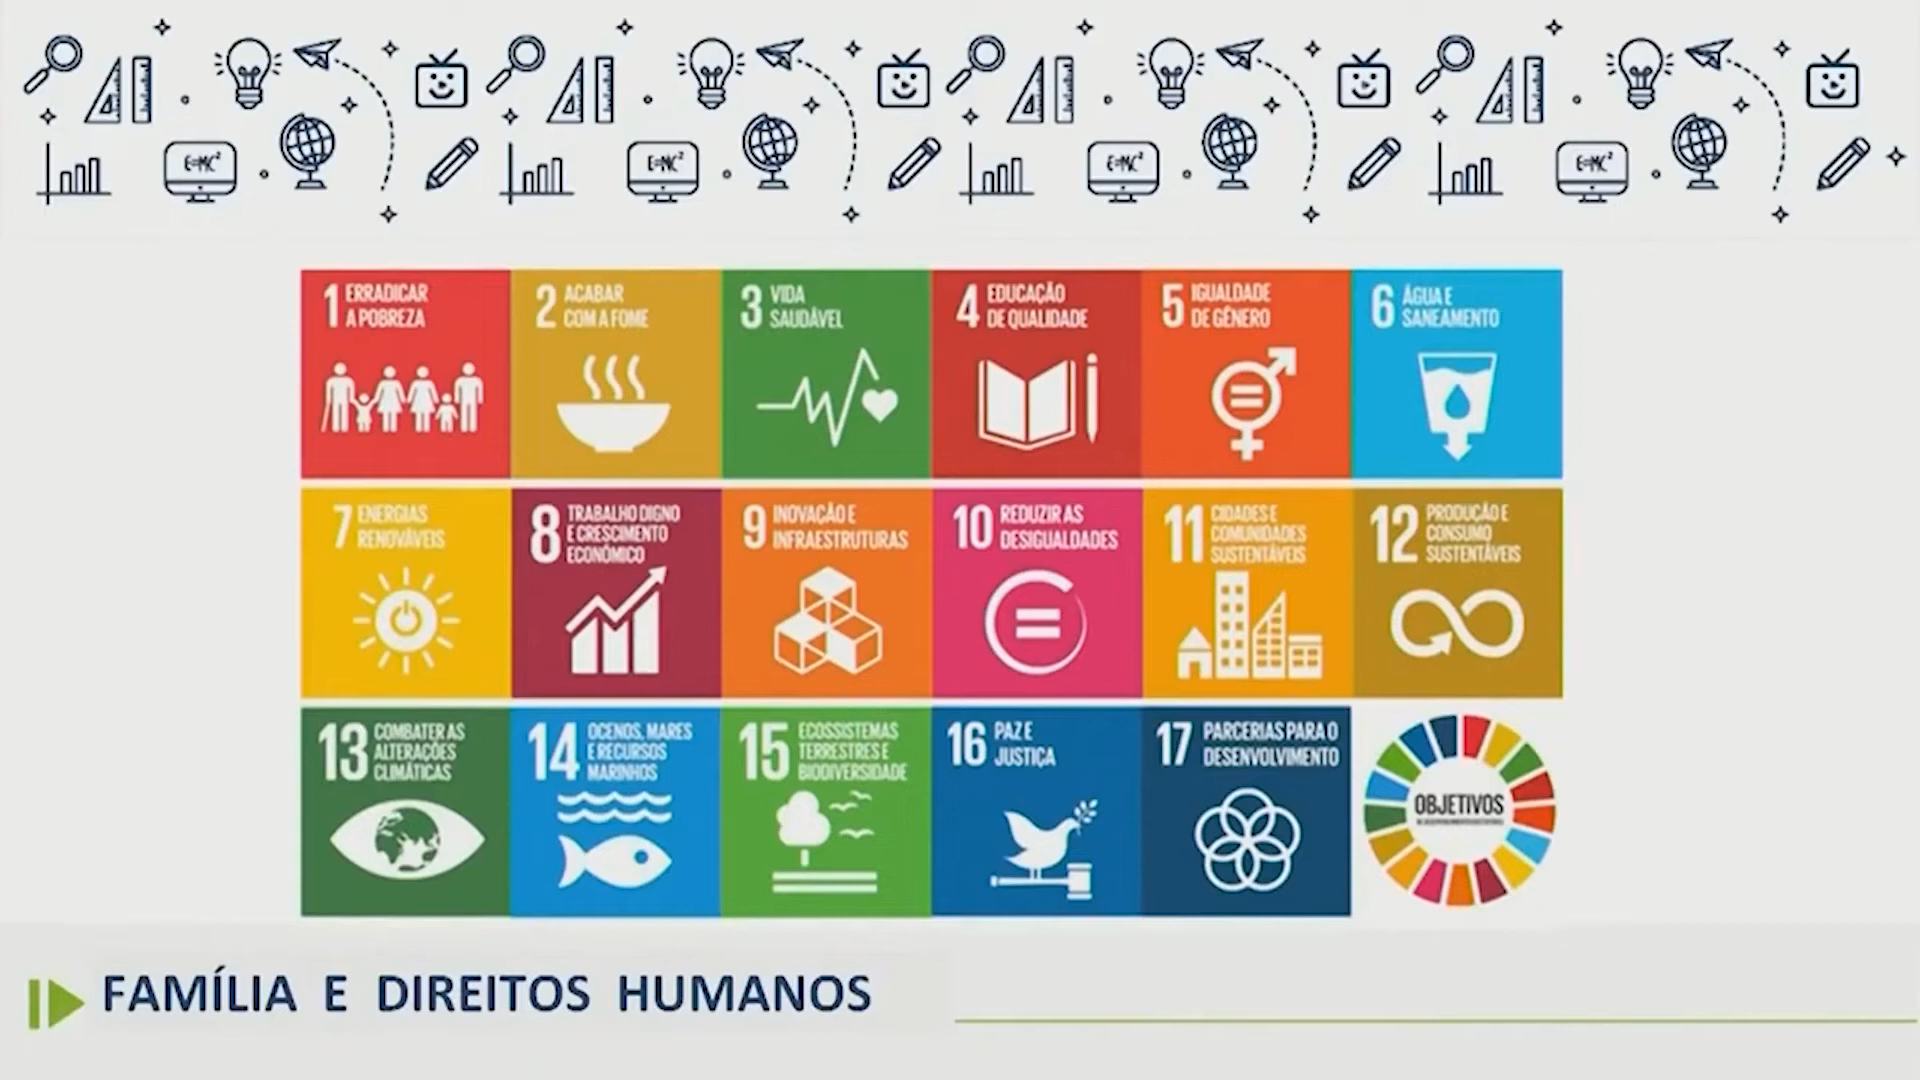 E=MC²
E=MC²
E=MC²
E=MC²
1 ERRADICAR
A POBREZA
2 ACABAR
COM A FOME
3 VIDA
SAUDÁVEL
4 EDUCAÇÃO
DE QUALIDADE
5 IGUALDADE
DE GÊNERO
6 ÁGUA E
SANEAMENTO
7 ENERGIAS
RENOVÁVEIS
8 TRABALHO DIGNO
E CRESCIMENTO
ECONÔMICO
9 INOVAÇÃO E
INFRAESTRUTURAS
10 REDUZIR AS
DESIGUALDADES
11 CIDADES E
COMUNIDADES
SUSTENTÁVEIS
12 PRODUÇÃO E
CONSUMO
SUSTENTÁVEIS
13 COMBATER AS
ALTERAÇÕES
CLIMÁTICAS
14 OCENOS, MARES
E RECURSOS
MARINHOS
15 ECOSSISTEMAS
TERRESTRES E
BIODIVERSIDADE
16 PAZ E
JUSTIÇA
17 PARCERIAS PARA O
DESENVOLVIMENTO
OBJETIVOS
FAMÍLIA E DIREITOS HUMANOS